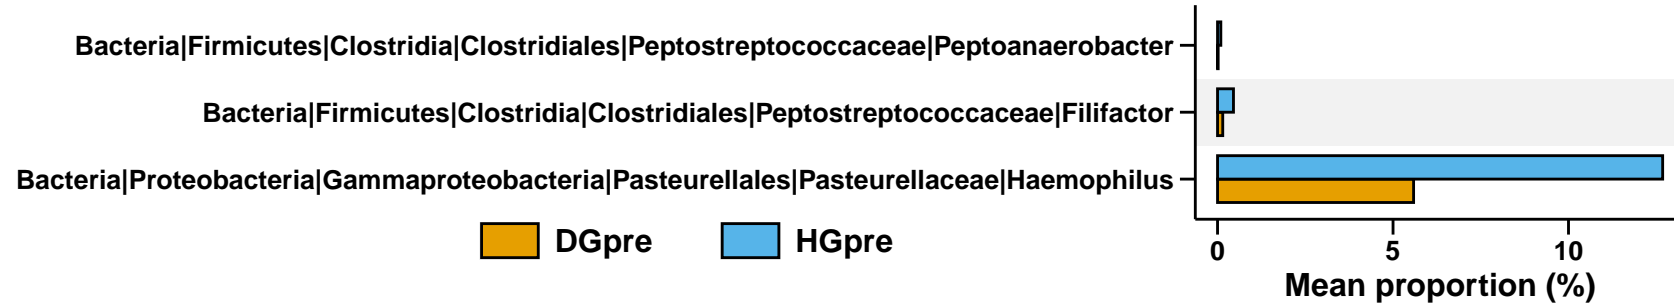 Bacteria|Firmicutes|Clostridia|Clostridiales|Peptostreptococcaceae|Peptoanaerobacter
Bacteria|Firmicutes|Clostridia|Clostridiales|Peptostreptococcaceae|Filifactor
Bacteria|Proteobacteria|Gammaproteobacteria|Pasteurellales|Pasteurellaceae|Haemophilus
DGpre HGpre
0 5 10
Mean proportion (%)